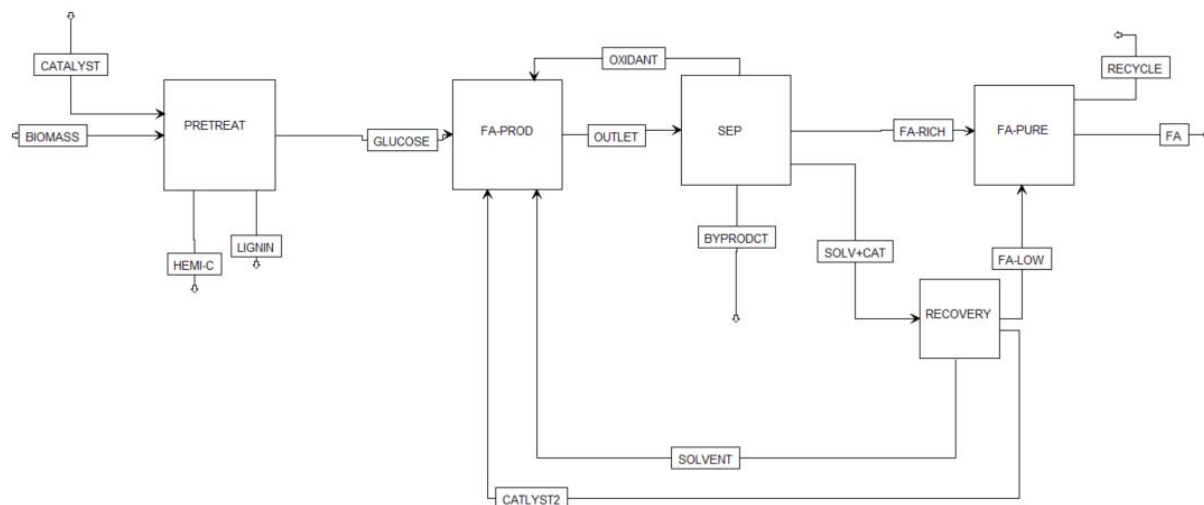 CATALYST
BIOMASS
PRETREAT
HEMI-C
LIGNIN
GLUCOSE
OXIDANT
FA-PROD
OUTLET
SEP
BYPRODCT
FA-RICH
SOLV+CAT
RECYCLE
FA-PURE
FA
FA-LOW
RECOVERY
SOLVENT
CATLYST2